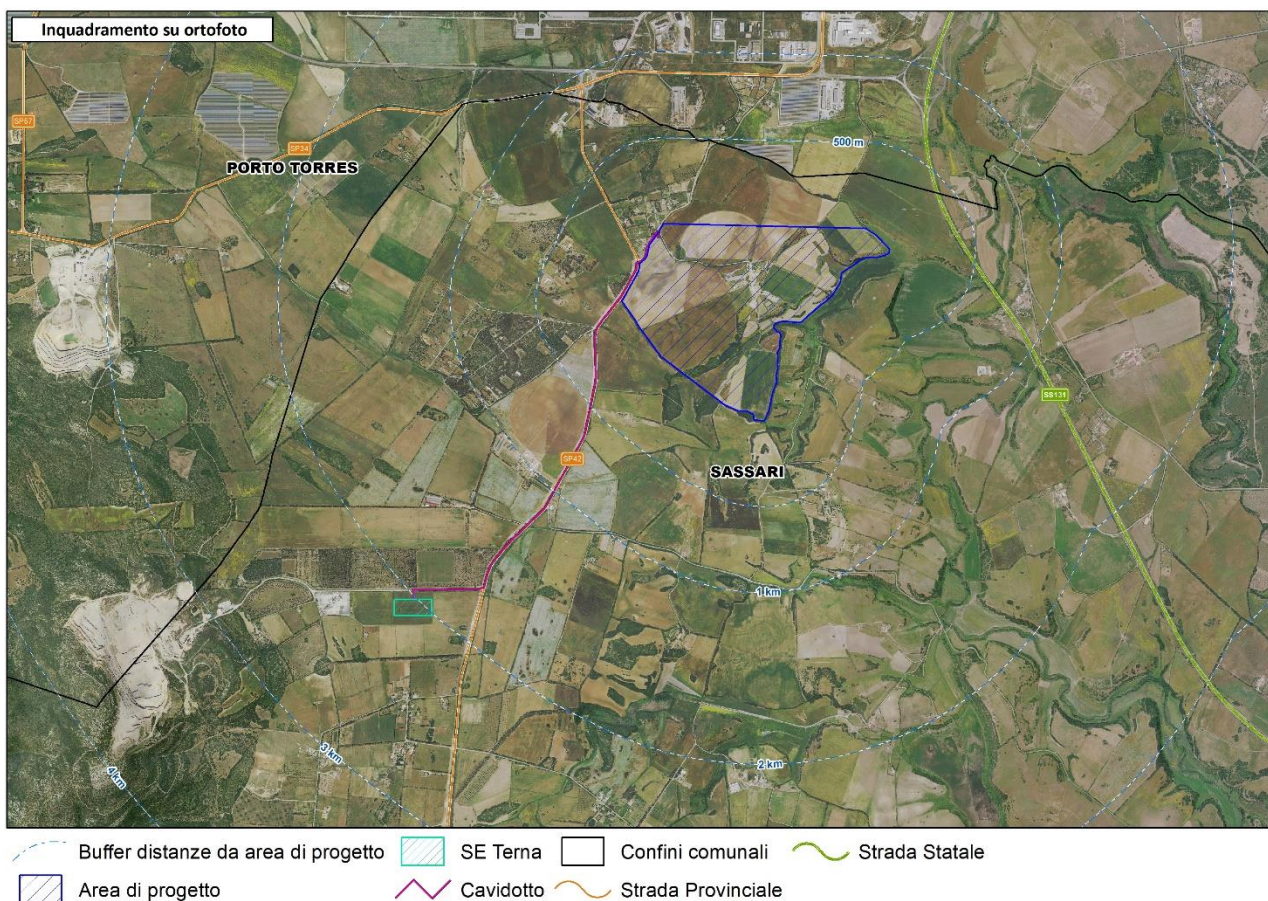 Inquadramento su ortofoto
SP57
SP34
PORTO TORRES
500 m
SS131
SP42
SASSARI
1 km
2 km
3 km
4 km
Buffer distanze da area di progetto
SE Terna
Confini comunali
Strada Statale
Area di progetto
Cavidotto
Strada Provinciale